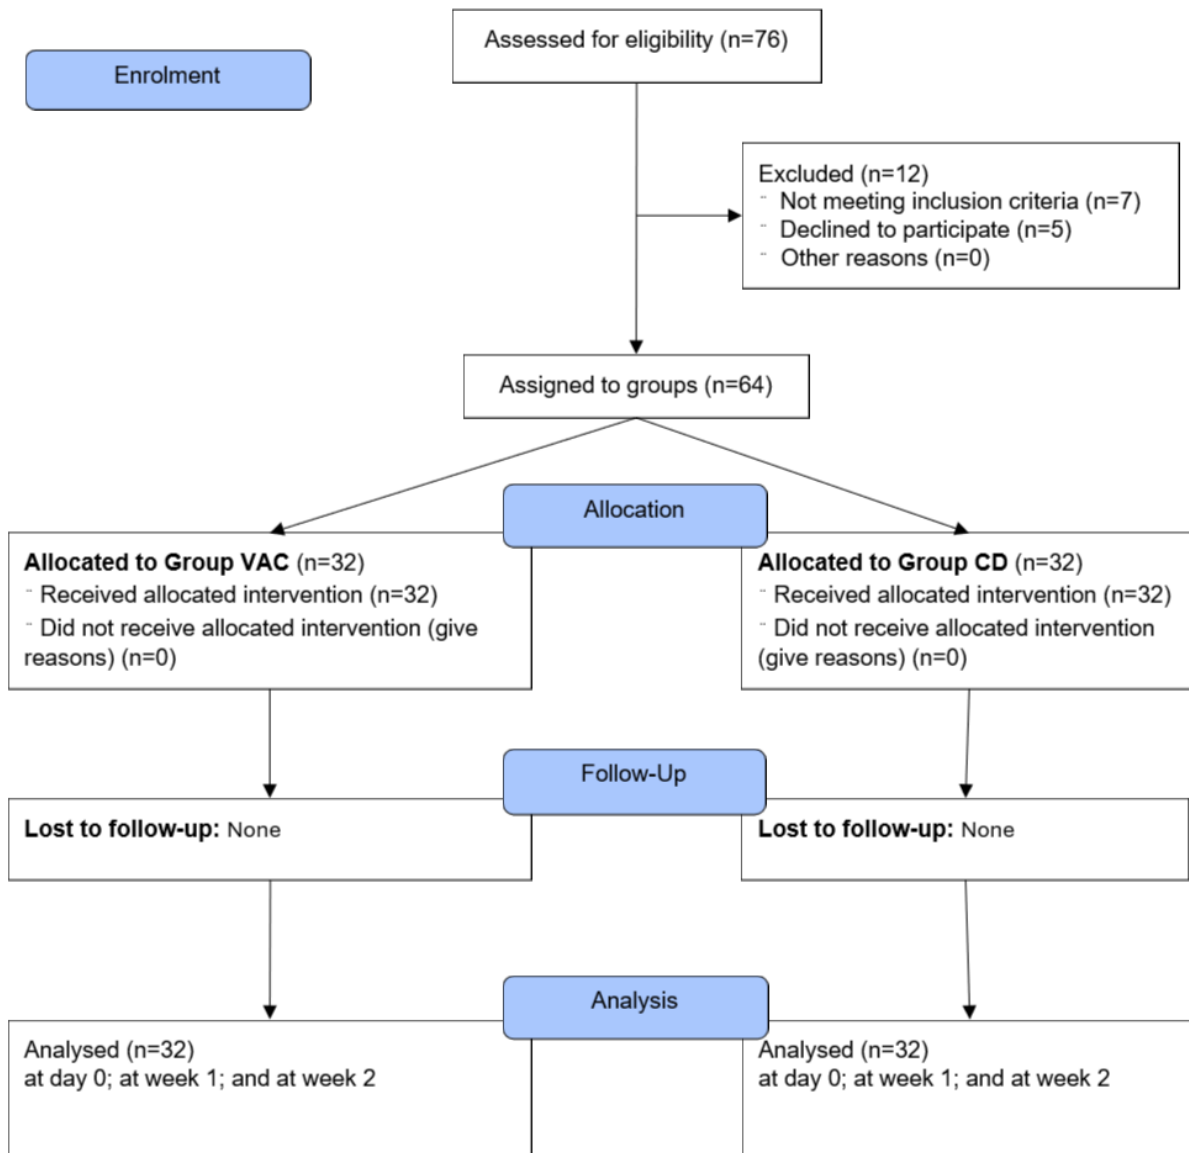 Assessed for eligibility (n=76)
Enrolment
Excluded (n=12)
¨ Not meeting inclusion criteria (n=7)
¨ Declined to participate (n=5)
¨ Other reasons (n=0)
Assigned to groups (n=64)
Allocation
Allocated to Group VAC (n=32)
¨ Received allocated intervention (n=32)
¨ Did not receive allocated intervention (give
reasons) (n=0)
Allocated to Group CD (n=32)
¨ Received allocated intervention (n=32)
¨ Did not receive allocated intervention
(give reasons) (n=0)
Follow-Up
Lost to follow-up: None
Lost to follow-up: None
Analysis
Analysed (n=32)
at day 0; at week 1; and at week 2
Analysed (n=32)
at day 0; at week 1; and at week 2